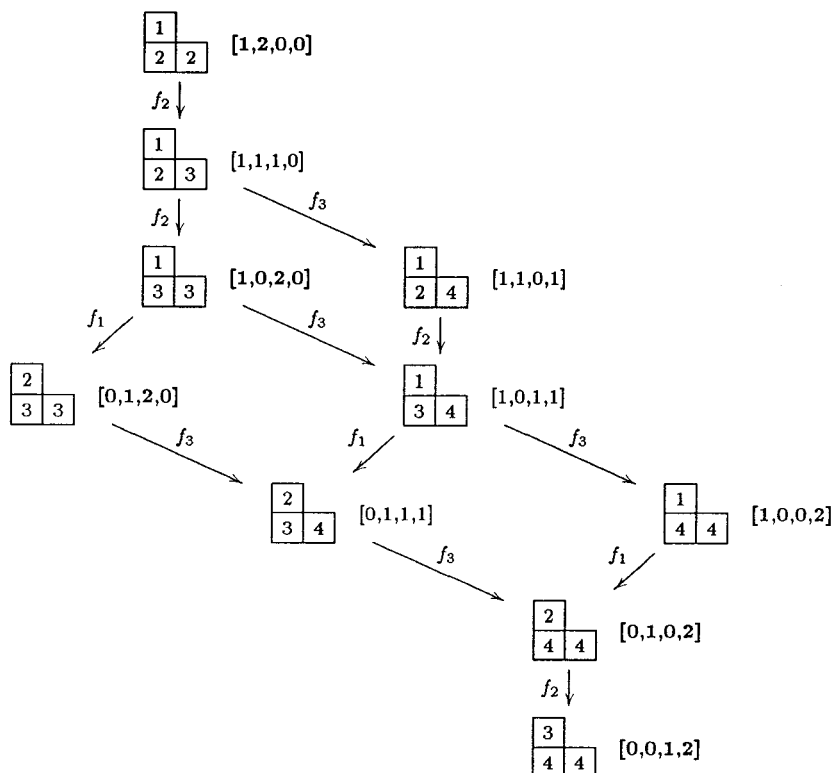 1
2 2 [1,2,0,0]
f2
1
2 3 [1,1,1,0]
f3
f2
1
3 3 [1,0,2,0]
1
2 4 [1,1,0,1]
f1
f3
f2
2
3 3 [0,1,2,0]
1
3 4 [1,0,1,1]
f3
f1
f3
2
3 4 [0,1,1,1]
1
4 4 [1,0,0,2]
f3
f1
2
4 4 [0,1,0,2]
f2
3
4 4 [0,0,1,2]